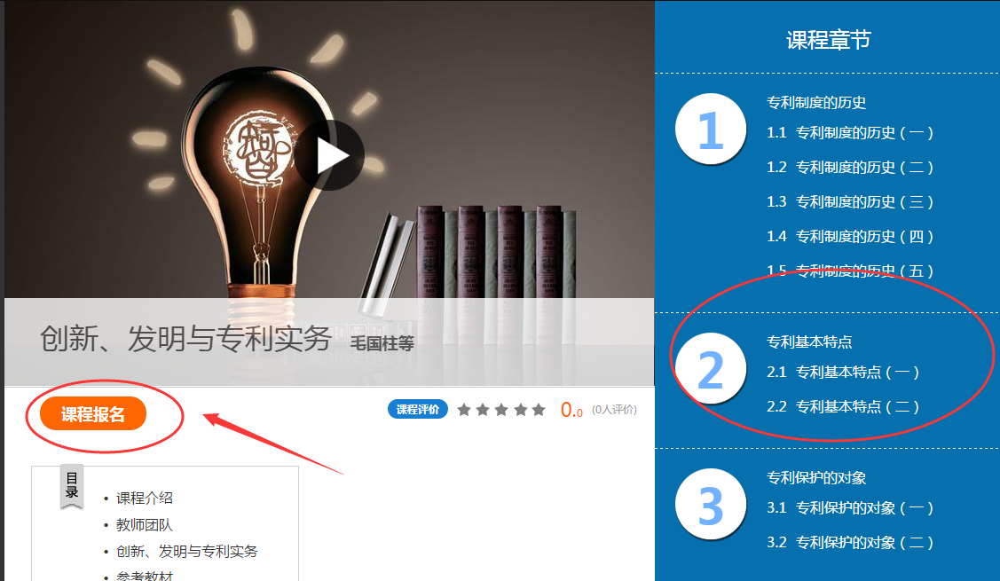 创新、发明与专利实务 毛国柱等
课程报名
课程评价 0.0 (0人评价)
目录
• 课程介绍
• 教师团队
• 创新、发明与专利实务
• 参考教材
课程章节
1
专利制度的历史
1.1 专利制度的历史（一）
1.2 专利制度的历史（二）
1.3 专利制度的历史（三）
1.4 专利制度的历史（四）
1.5 专利制度的历史（五）
2
专利基本特点
2.1 专利基本特点（一）
2.2 专利基本特点（二）
3
专利保护的对象
3.1 专利保护的对象（一）
3.2 专利保护的对象（二）